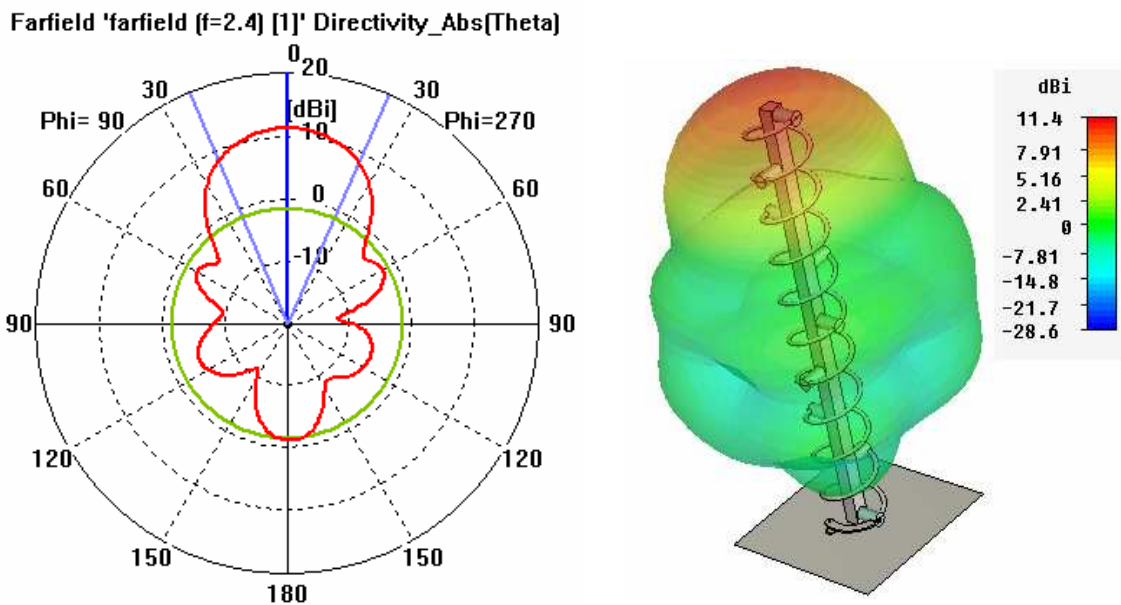 Farfield 'farfield (f=2.4) [1]' Directivity_Abs(Theta)
0
30 20 30
[dBi]
Phi= 90 10 Phi=270
60 0 60
-10
90 90
120 120
150 150
180
dBi
11.4
7.91
5.16
2.41
0
-7.81
-14.8
-21.7
-28.6